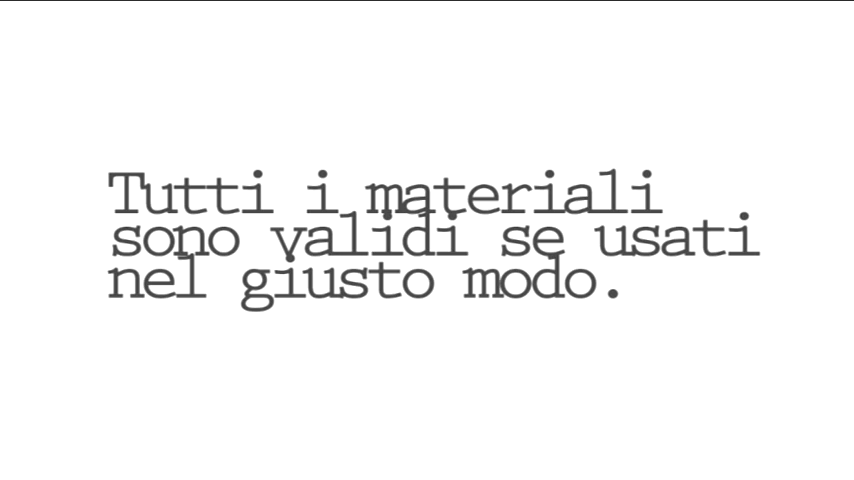 Tutti i materiali
sono validi se usati
nel giusto modo.